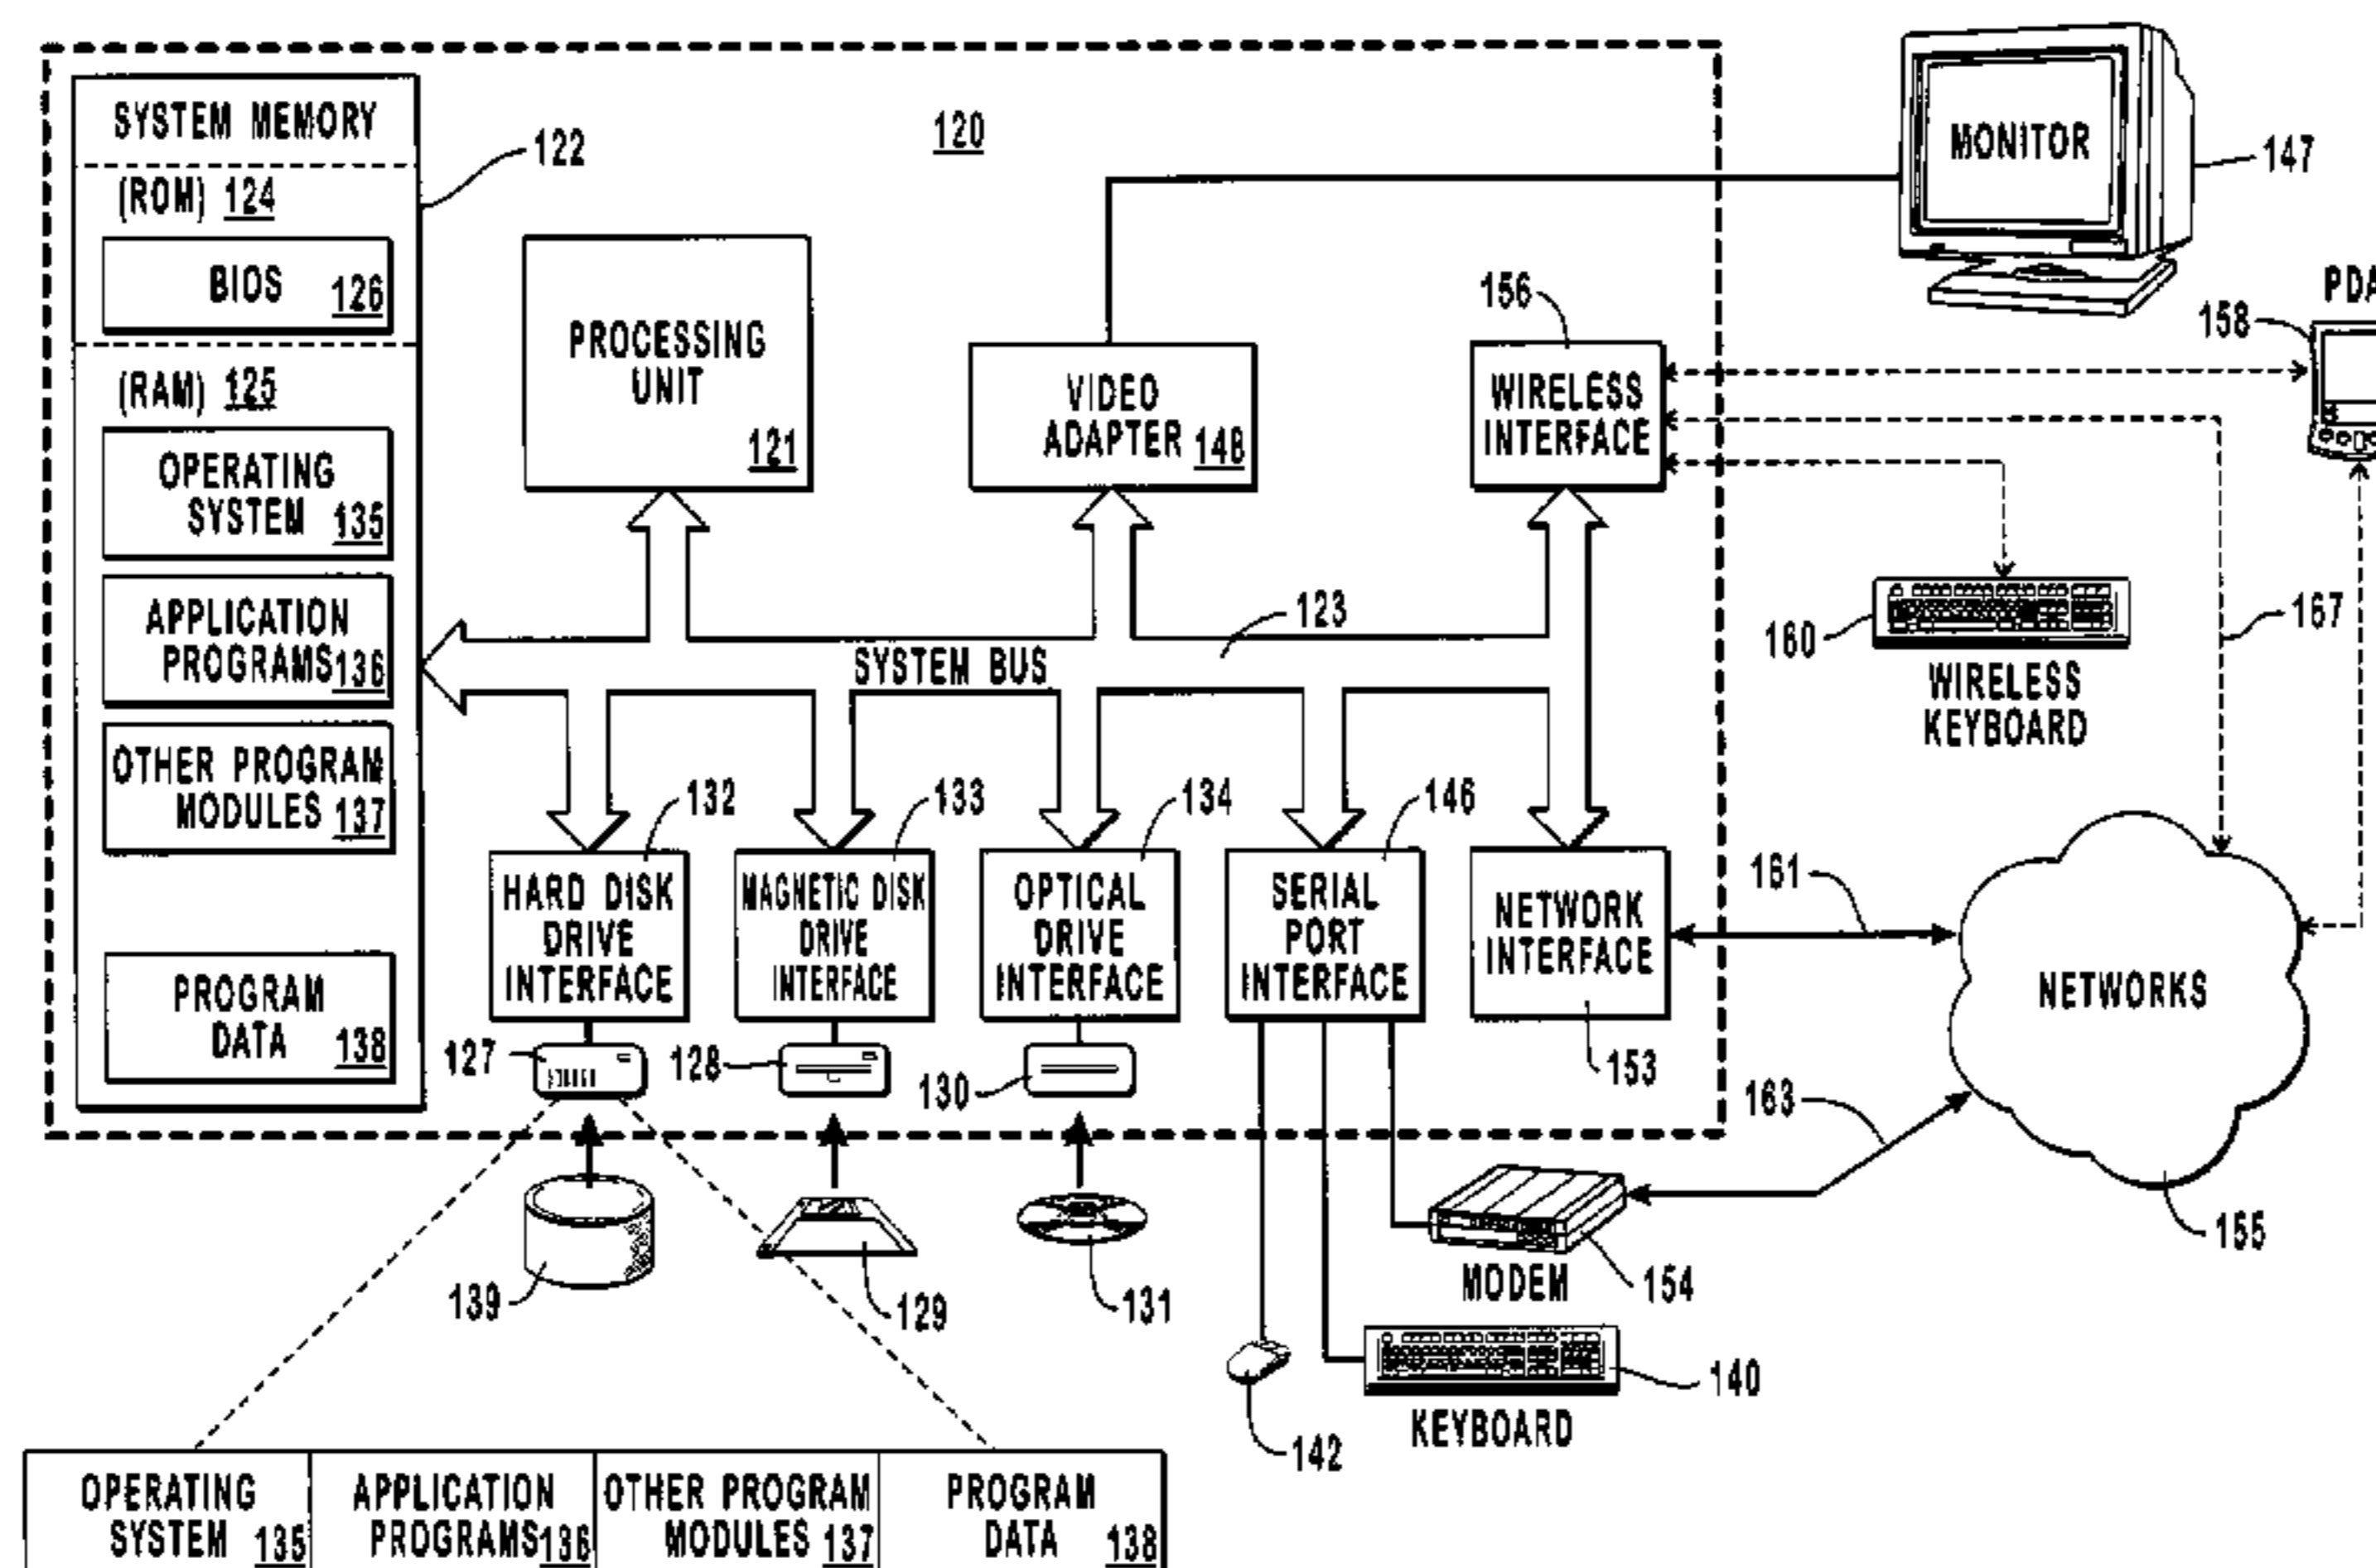 SYSTEM MEMORY
(ROM) 124
BIOS 126
(RAM) 125
OPERATING
SYSTEM 135
APPLICATION
PROGRAMS 136
OTHER PROGRAM
MODULES 137
PROGRAM
DATA 138
122
120
PROCESSING
UNIT
121
VIDEO
ADAPTER 148
156
WIRELESS
INTERFACE
MONITOR
147
PDA
158
123
SYSTEM BUS
160
WIRELESS
KEYBOARD
167
132
HARD DISK
DRIVE
INTERFACE
133
MAGNETIC DISK
DRIVE
INTERFACE
134
OPTICAL
DRIVE
INTERFACE
146
SERIAL
PORT
INTERFACE
NETWORK
INTERFACE
153
161
NETWORKS
163
155
127
128
130
139
129
131
MODEM
154
142
140
KEYBOARD
OPERATING
SYSTEM 135
APPLICATION
PROGRAMS 136
OTHER PROGRAM
MODULES 137
PROGRAM
DATA 138